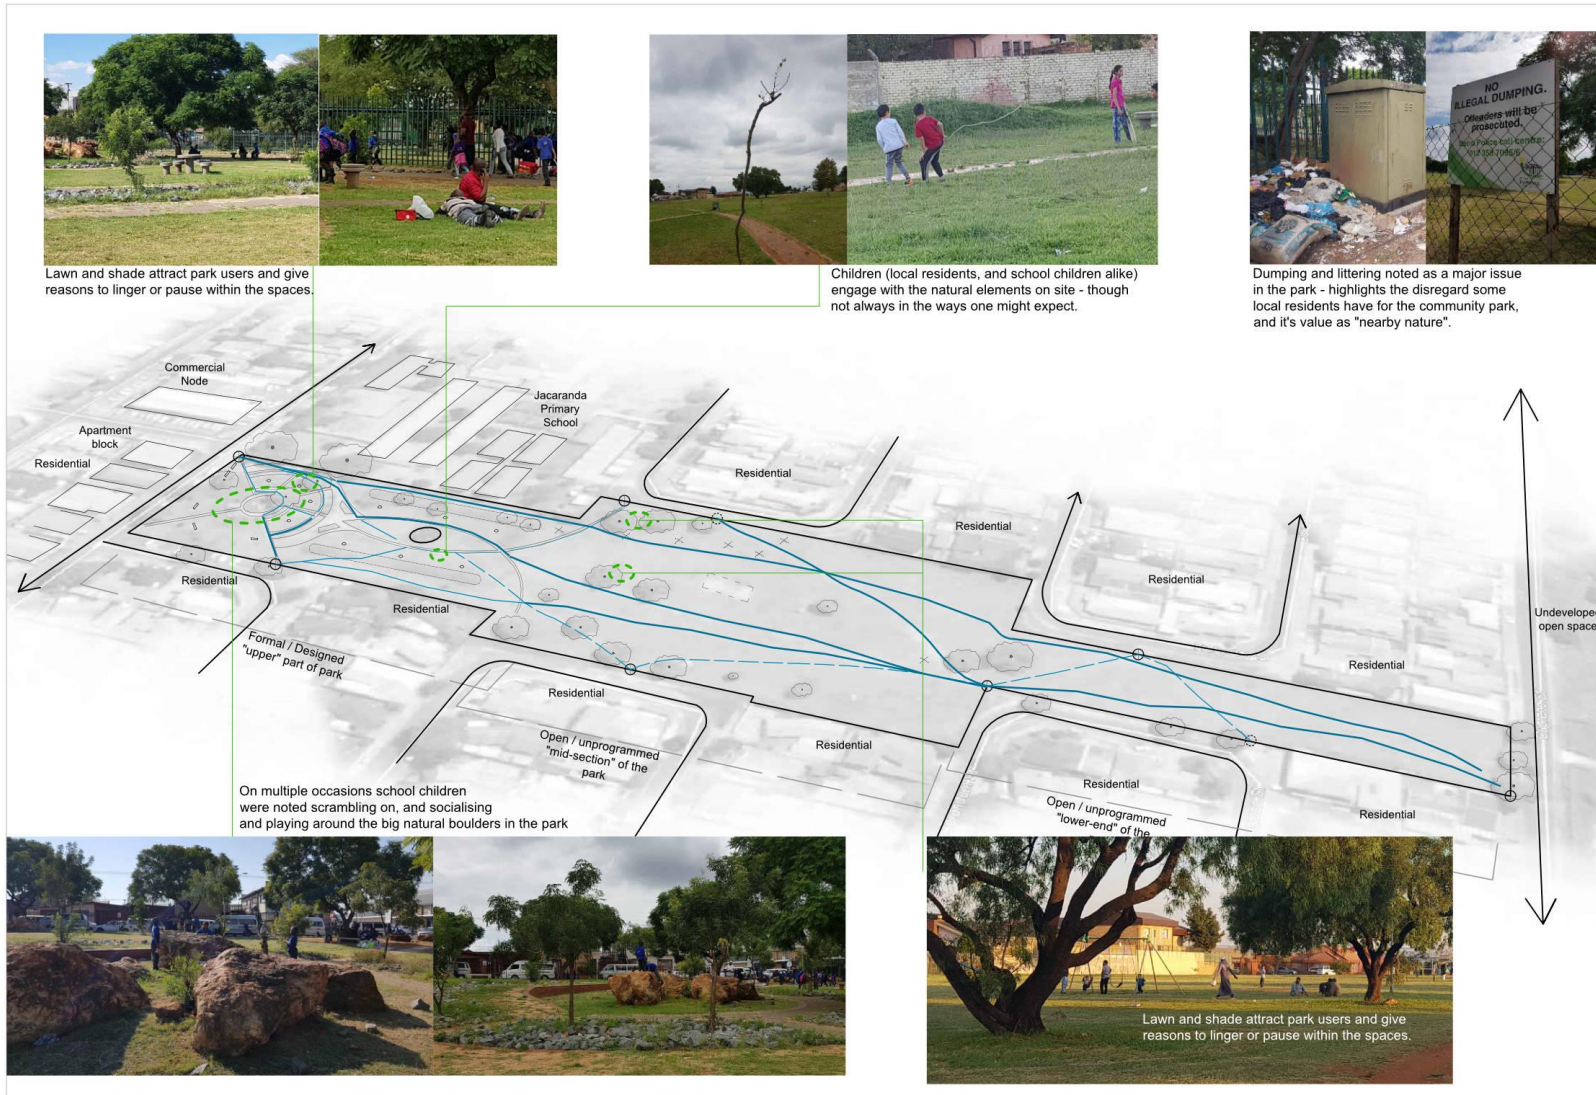 NO
ILLEGAL DUMPING.
Offenders will be
prosecuted.
Lawn and shade attract park users and give
reasons to linger or pause within the spaces.
Children (local residents, and school children alike)
engage with the natural elements on site - though
not always in the ways one might expect.
Dumping and littering noted as a major issue
in the park - highlights the disregard some
local residents have for the community park,
and it's value as "nearby nature".
Commercial
Node
Apartment
block
Residential
Jacaranda
Primary
School
Residential
Residential
Residential
Undeveloped
open space
Residential
Residential
Residential
Formal / Designed
"upper" part of park
Residential
Open / unprogrammed
"mid-section" of the
park
Residential
Residential
Residential
Open / unprogrammed
"lower-end" of the
On multiple occasions school children
were noted scrambling on, and socialising
and playing around the big natural boulders in the park
Lawn and shade attract park users and give
reasons to linger or pause within the spaces.